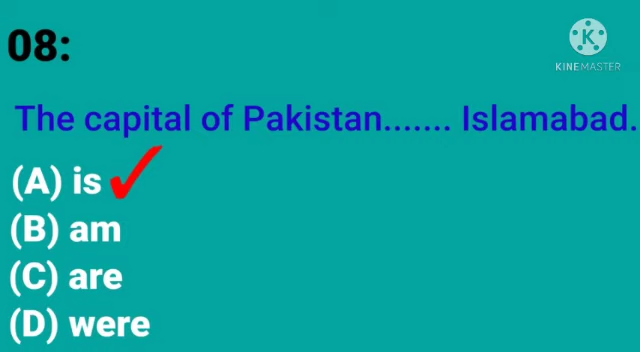 08:
K
KINEMASTER
The capital of Pakistan....... Islamabad.
(A) is
(B) am
(C) are
(D) were